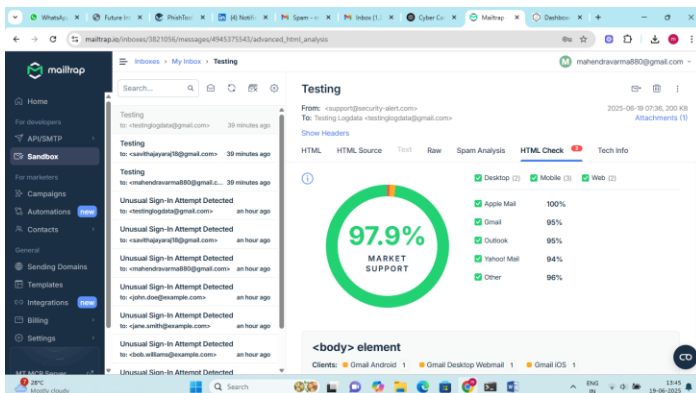 WhatsA
Future Int
PhishTest
(4) Notifi
Spam -
Inbox (1,
Cyber Co
Mailtrap
Dashboar
mailtrap.io/inboxes/3821056/messages/4945375543/advanced_html_analysis
mailtrap
Home
For developers
API/SMTP
Sandbox
For marketers
Campaigns
Automations new
Contacts
General
Sending Domains
Templates
Integrations new
Billing
Settings
MT MCP Server
Inboxes > My Inbox > Testing
M mahendravarma880@gmail.com
Search...
Testing
to: <testinglogdata@gmail.com> 39 minutes ago
Testing
to: <savithajayaraj18@gmail.com> 39 minutes ago
Testing
to: <mahendravarma880@gmail.c... 39 minutes ago
Unusual Sign-In Attempt Detected
to: <testinglogdata@gmail.com> an hour ago
Unusual Sign-In Attempt Detected
to: <savithajayaraj18@gmail.com> an hour ago
Unusual Sign-In Attempt Detected
to: <mahendravarma880@gmail.com> an hour ago
Unusual Sign-In Attempt Detected
to: <john.doe@example.com> an hour ago
Unusual Sign-In Attempt Detected
to: <jane.smith@example.com> an hour ago
Unusual Sign-In Attempt Detected
to: <bob.williams@example.com> an hour ago
Unusual Sign-In Attempt Detected
Testing
From: <support@security-alert.com>
2025-06-19 07:36, 200 KB
To: Testing Logdata <testinglogdata@gmail.com>
Attachments (1)
Show Headers
HTML HTML Source Text Raw Spam Analysis HTML Check Tech Info
Desktop (2) Mobile (3) Web (2)
97.9%
MARKET
SUPPORT
Apple Mail 100%
Gmail 95%
Outlook 95%
Yahoo! Mail 94%
Other 96%
<body> element
Clients: Gmail Android 1 Gmail Desktop Webmail 1 Gmail iOS 1
28°C
Mostly cloudy
Search
ENG
IN
13:45
19-06-2025